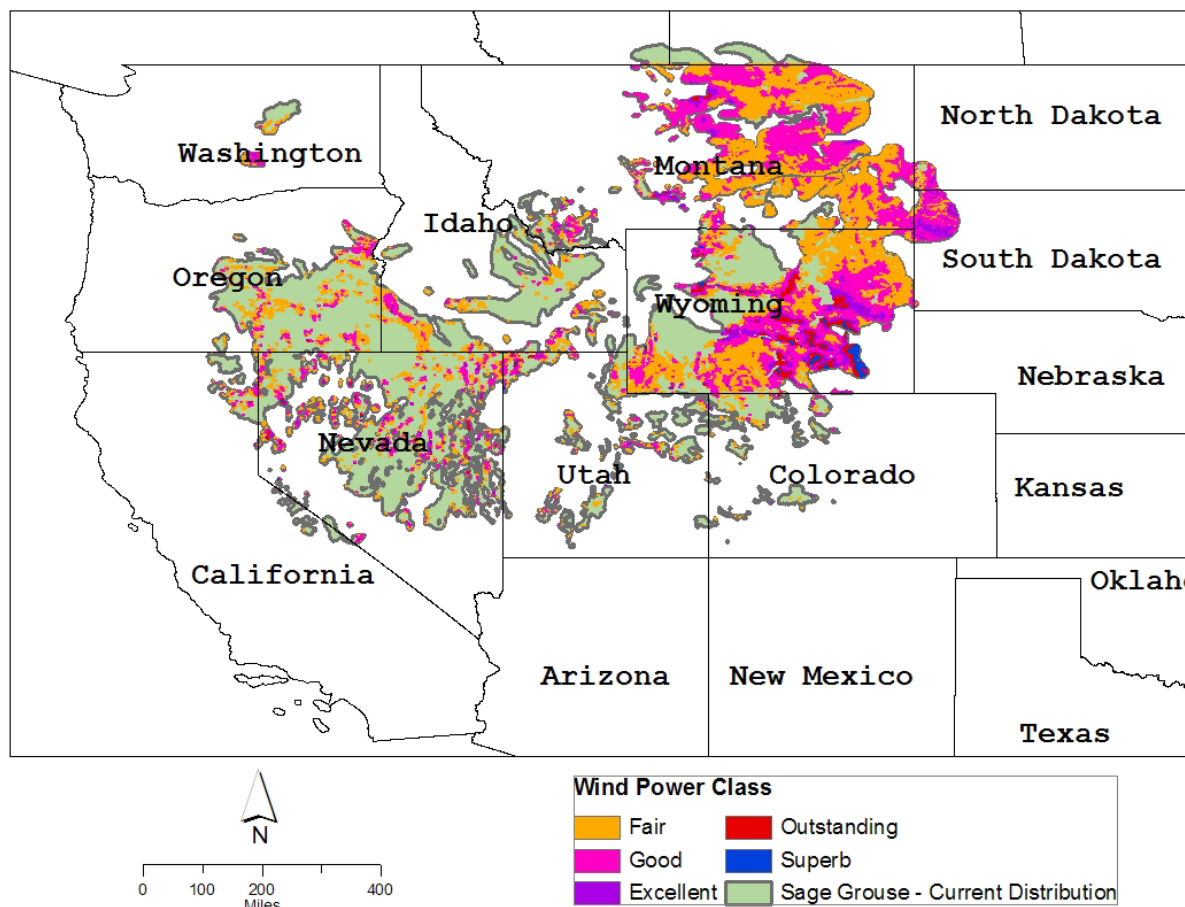 North Dakota
Washington
Montana
Idaho
South Dakota
Oregon
Wyoming
Nebraska
Nevada
Utah
Colorado
Kansas
California
Oklaho
Arizona
New Mexico
Texas
N
0 100 200 400
Miles
Wind Power Class
Fair Outstanding
Good Superb
Excellent Sage Grouse - Current Distribution